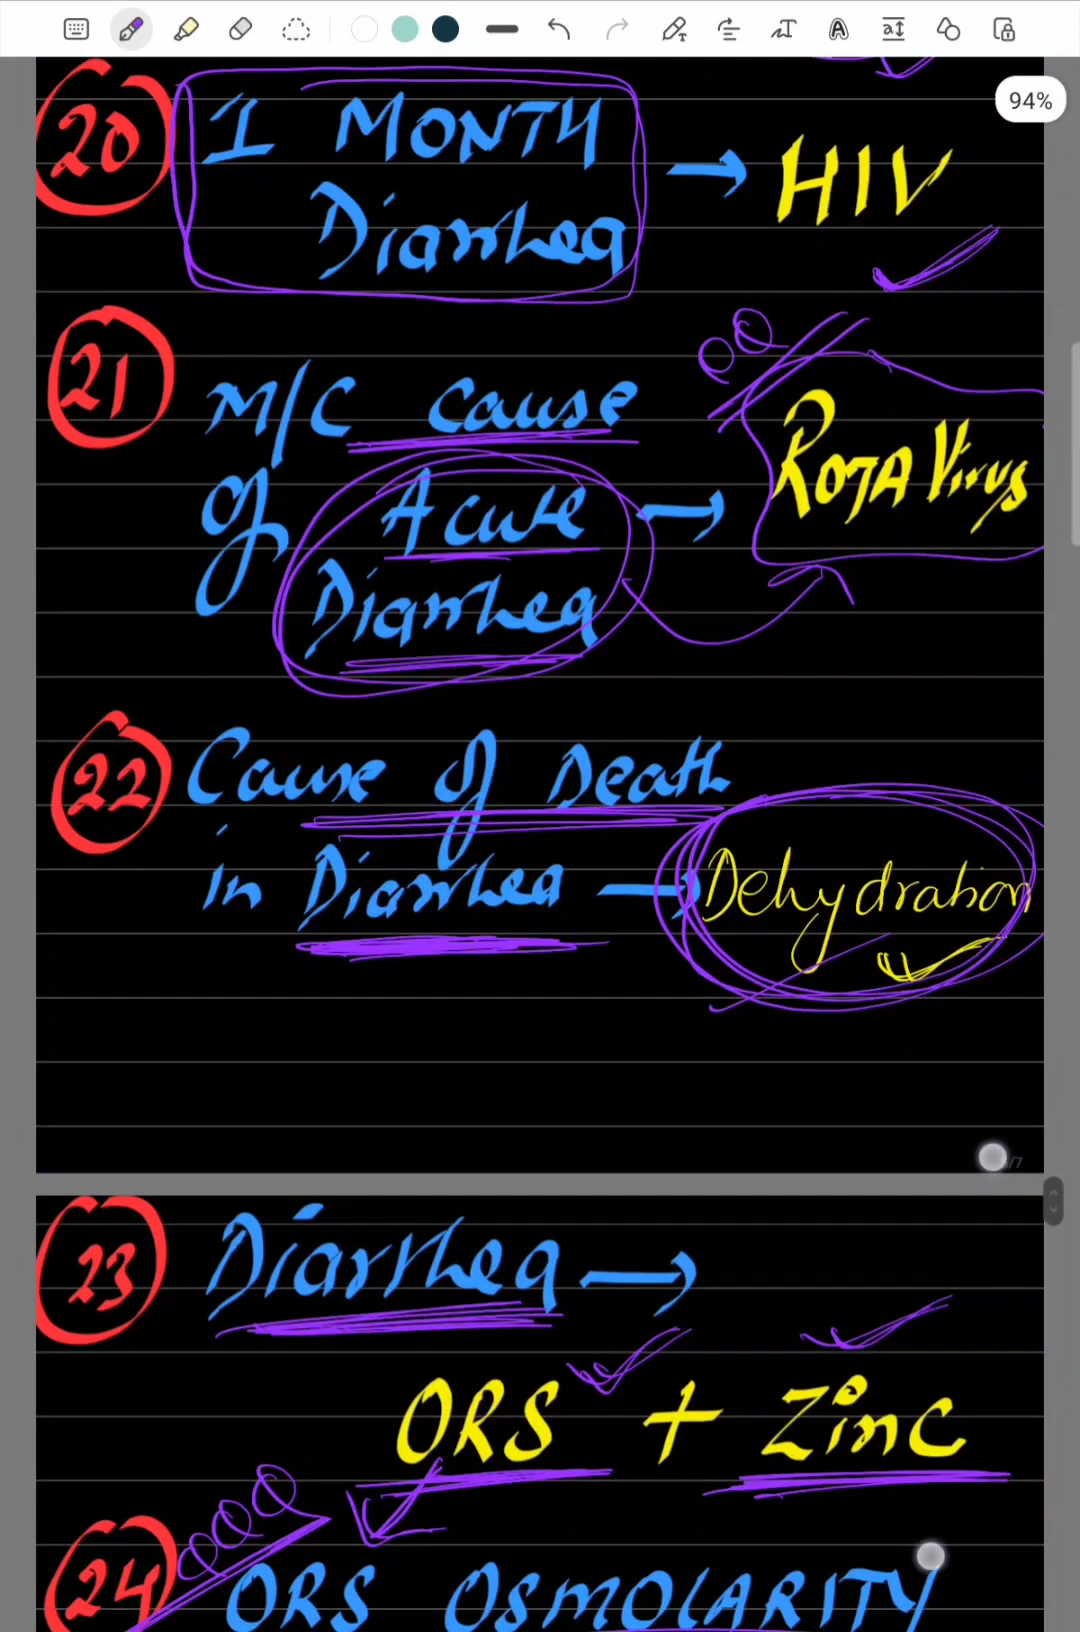 94%
20 1 MONTH → HIV
Diarrhea
21 M/C Cause
of Acute → ROTA Virus
Diarrhea
22 Cause of Death
in Diarrhea → Dehydration
/7
23 Diarrhea →
ORS + Zinc
24 ORS OSMOLARITY